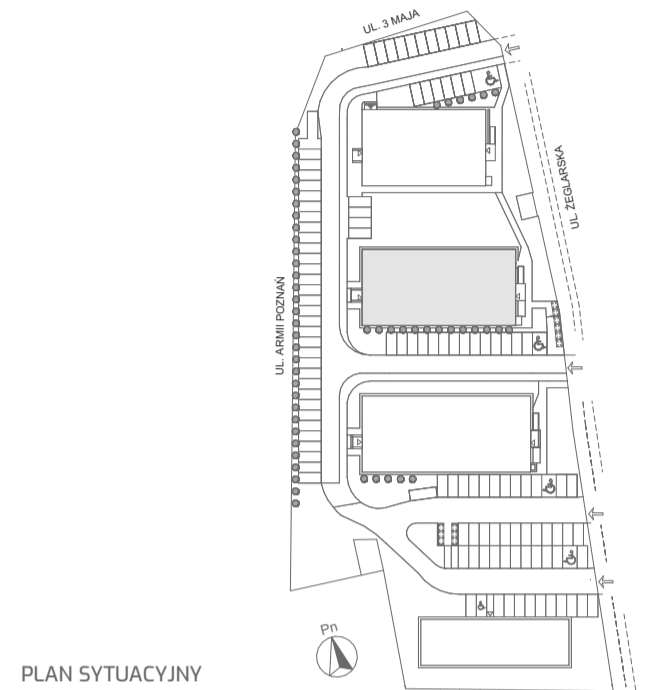 UL. 3 MAJA
UL ŻEGLARSKA
UL. ARMII POZNAŃ
Pn
PLAN SYTUACYJNY